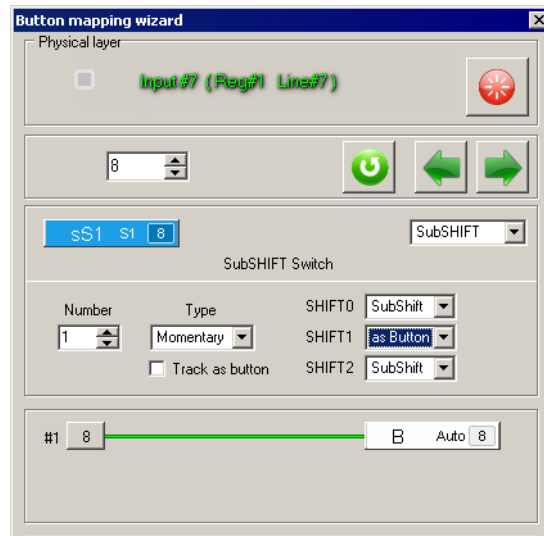 Button mapping wizard
Physical layer
Input #7 ( Reg#1 Line#7 )
8
sS1 S1 8 SubSHIFT
SubSHIFT Switch
Number Type SHIFT0 SubShift
1 Momentary SHIFT1 as Button
Track as button SHIFT2 SubShift
#1 8 B Auto 8